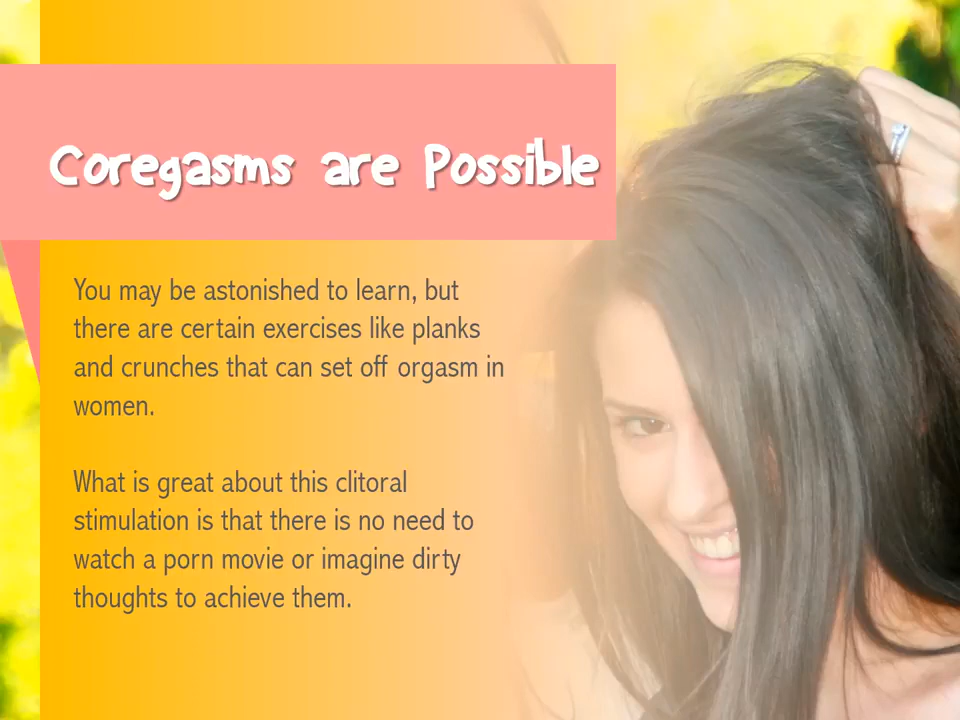 Coregasms are Possible
You may be astonished to learn, but
there are certain exercises like planks
and crunches that can set off orgasm in
women.
What is great about this clitoral
stimulation is that there is no need to
watch a porn movie or imagine dirty
thoughts to achieve them.